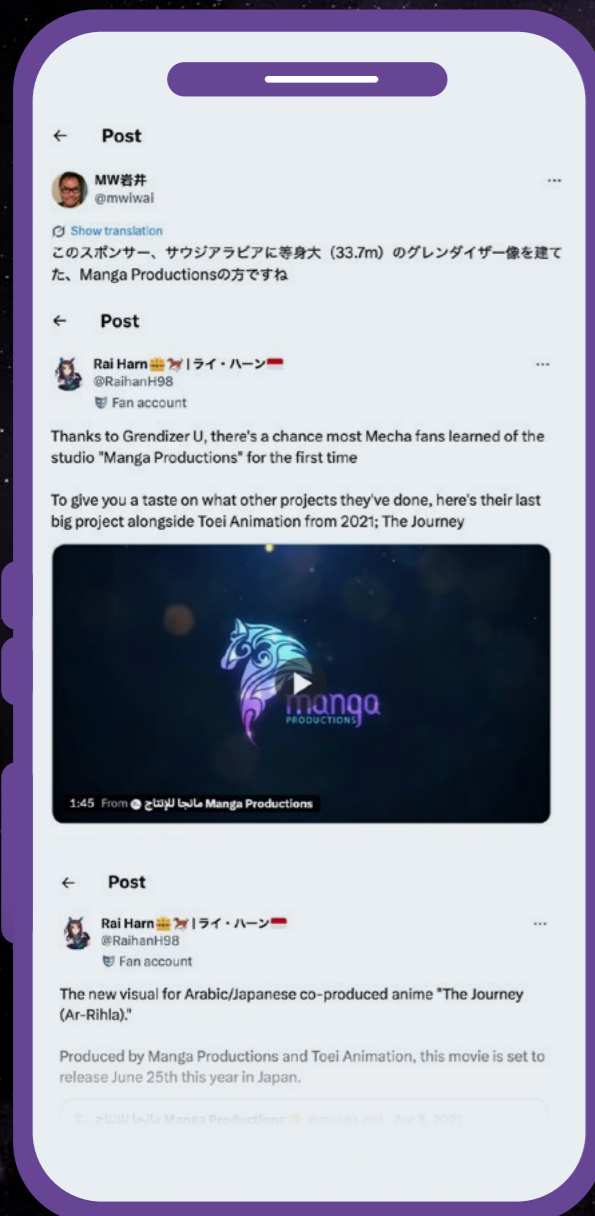 ← Post
MW岩井
@mwiwai
Show translation
このスポンサー、サウジアラビアに等身大（33.7m）のグレンダイザー像を建て
た、Manga Productionsの方ですね
← Post
Rai Harn | ライ・ハーン
@RaihanH98
Fan account
Thanks to Grendizer U, there's a chance most Mecha fans learned of the
studio "Manga Productions" for the first time
To give you a taste on what other projects they've done, here's their last
big project alongside Toei Animation from 2021; The Journey
manga
PRODUCTIONS
1:45 From مانجا للإنتاج Manga Productions
← Post
Rai Harn | ライ・ハーン
@RaihanH98
Fan account
The new visual for Arabic/Japanese co-produced anime "The Journey
(Ar-Rihla)."
Produced by Manga Productions and Toei Animation, this movie is set to
release June 25th this year in Japan.
مانجا للإنتاج Manga Productions @manga_prd · Apr 8, 2021